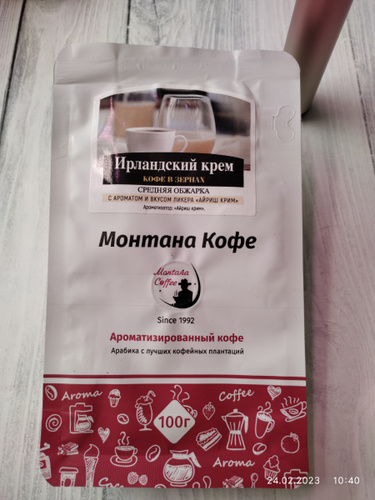 Ирландский крем
КОФЕ В ЗЕРНАХ
СРЕДНЯЯ ОБЖАРКА
С АРОМАТОМ И ВКУСОМ ЛИКЕРА «АЙРИШ КРИМ»
Ароматизатор: «Айриш крим».
Монтана Кофе
Montana
Coffee
Since 1992
Ароматизированный кофе
Арабика с лучших кофейных плантаций
Aroma
Coffee
100г
Aroma
24.02.2023 10:40